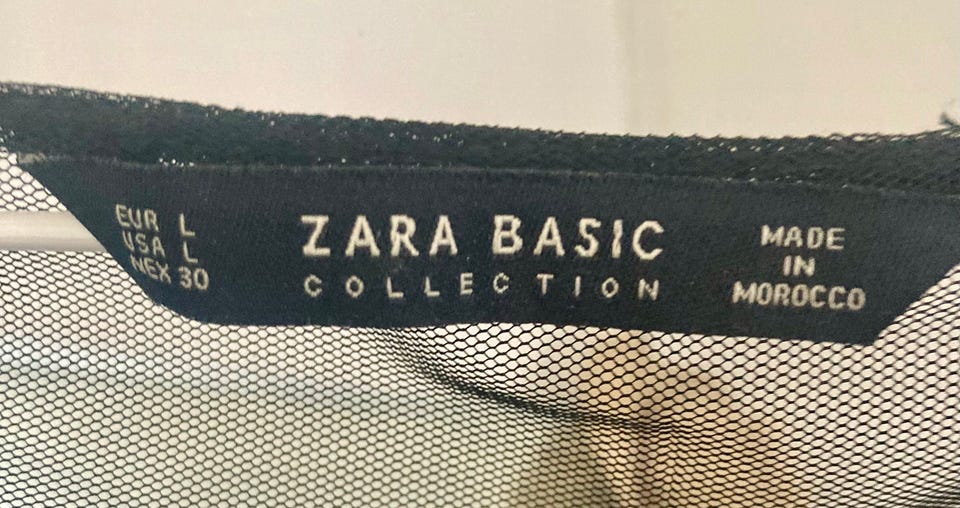 EUR L
USA L
MEX 30
ZARA BASIC
COLLECTION
MADE
IN
MOROCCO